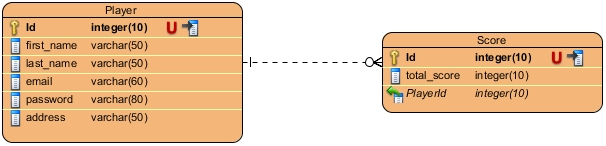 Player
Id integer(10) U
first_name varchar(50)
last_name varchar(50)
email varchar(60)
password varchar(80)
address varchar(50)
Score
Id integer(10) U
total_score integer(10)
PlayerId integer(10)